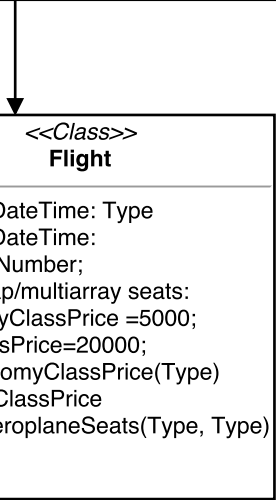 <<Class>>
Flight
DateTime: Type
DateTime:
Number;
p/multiarray seats:
yClassPrice =5000;
sPrice=20000;
omyClassPrice(Type)
ClassPrice
eroplaneSeats(Type, Type)